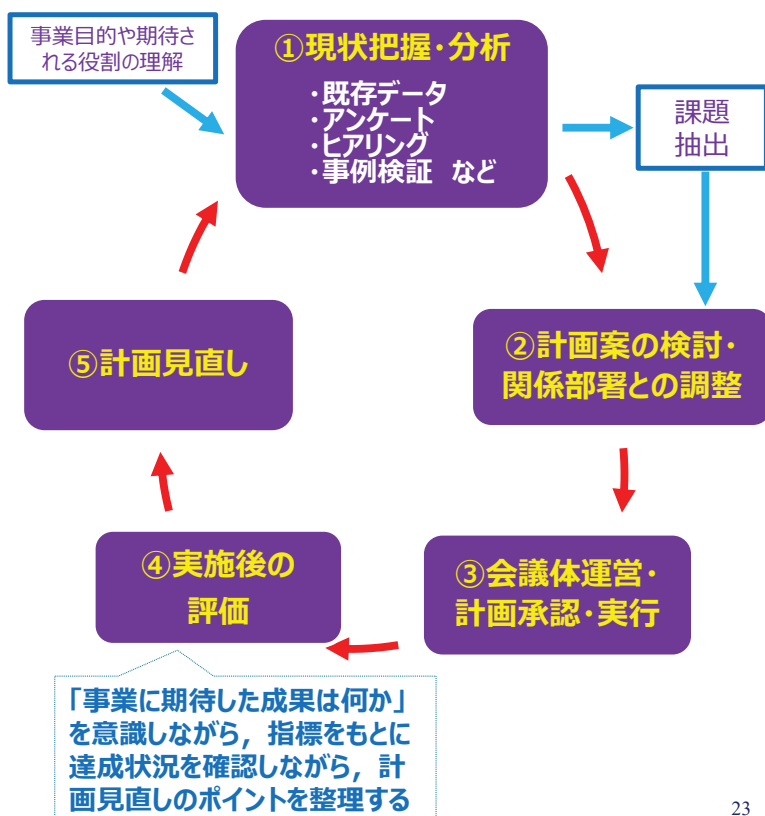 事業目的や期待さ
れる役割の理解
①現状把握・分析
・既存データ
・アンケート
・ヒアリング
・事例検証 など
課題
抽出
②計画案の検討・
関係部署との調整
③会議体運営・
計画承認・実行
④実施後の
評価
「事業に期待した成果は何か」
を意識しながら，指標をもとに
達成状況を確認しながら，計
画見直しのポイントを整理する
⑤計画見直し
23